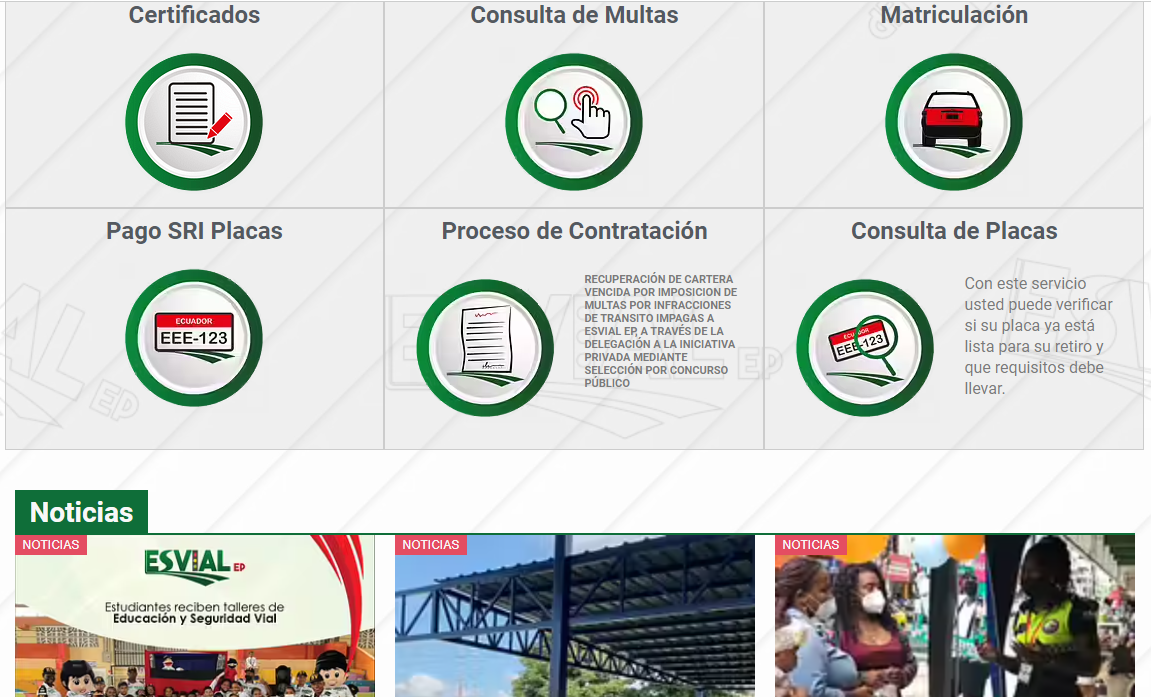 Certificados
Consulta de Multas
Matriculación
Pago SRI Placas
ECUADOR
EEE-123
Proceso de Contratación
RECUPERACIÓN DE CARTERA
VENCIDA POR IMPOSICION DE
MULTAS POR INFRACCIONES
DE TRANSITO IMPAGAS A
ESVIAL EP, A TRAVÉS DE LA
DELEGACIÓN A LA INICIATIVA
PRIVADA MEDIANTE
SELECCIÓN POR CONCURSO
PÚBLICO
Consulta de Placas
EEE-123
Con este servicio
usted puede verificar
si su placa ya está
lista para su retiro y
que requisitos debe
llevar.
Noticias
NOTICIAS
ESVIAL EP
Estudiantes reciben talleres de
Educación y Seguridad Vial
NOTICIAS
NOTICIAS